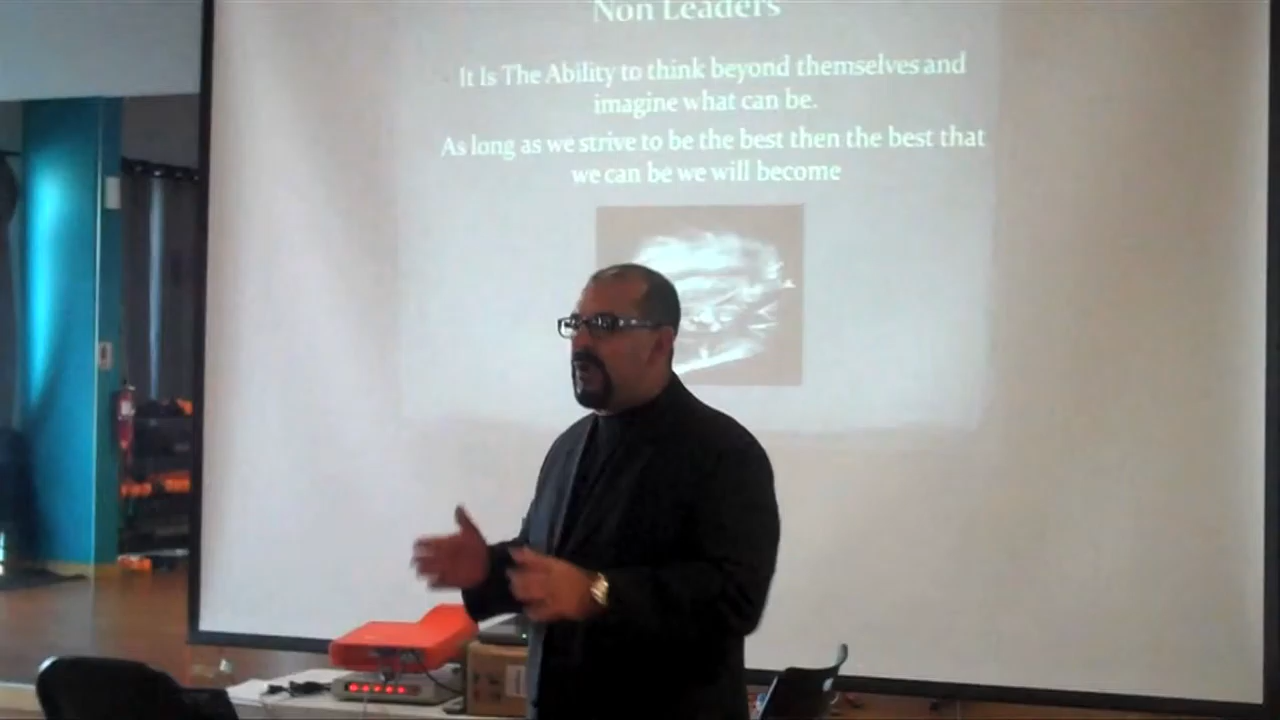 Non Leaders
It Is The Ability to think beyond themselves and
imagine what can be.
As long as we strive to be the best then the best that
we can be we will become